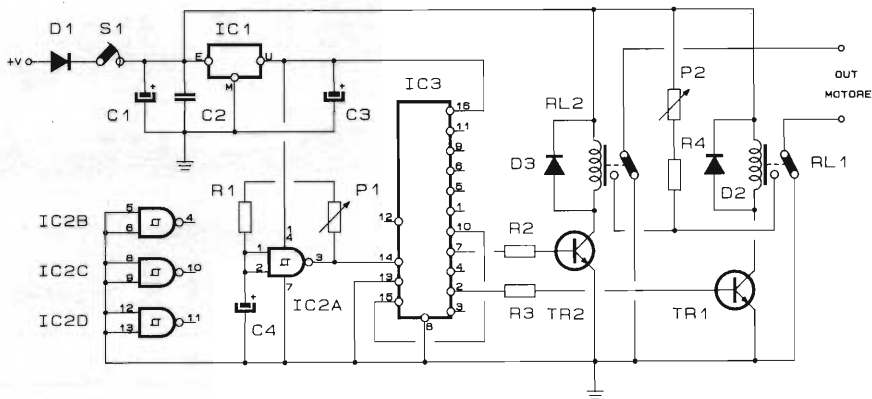 D1
S1
IC1
+V
E
U
M
+
C1
C2
+
C3
IC3
16
11
9
6
5
1
10
7
4
2
3
12
14
13
15
8
RL2
D3
P2
R4
D2
RL1
OUT
MOTORE
R1
P1
1
4
1
2
3
7
IC2A
+
C4
IC2B
5
6
4
IC2C
8
9
10
IC2D
12
13
11
R2
R3
TR2
TR1